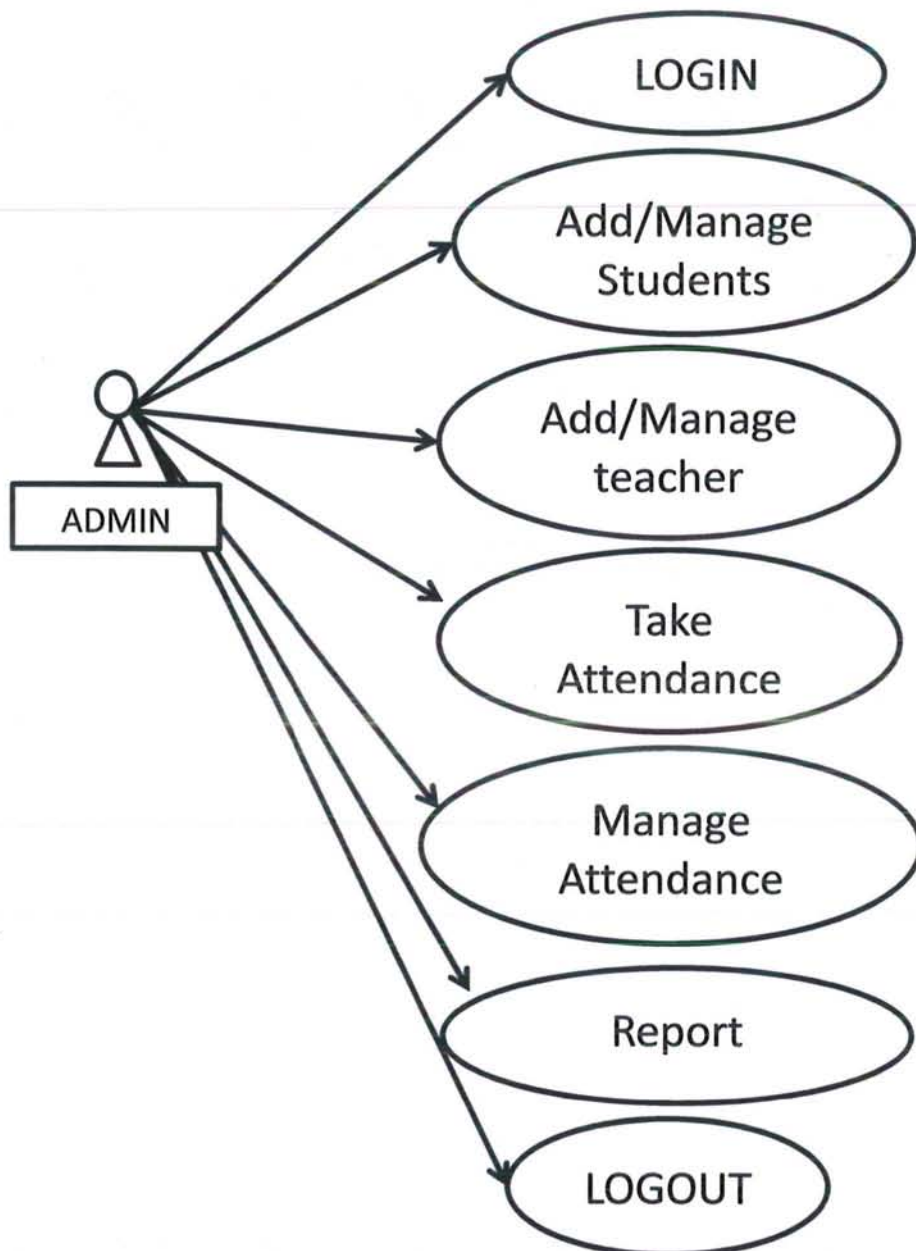 LOGIN
Add/Manage
Students
Add/Manage
teacher
ADMIN
Take
Attendance
Manage
Attendance
Report
LOGOUT